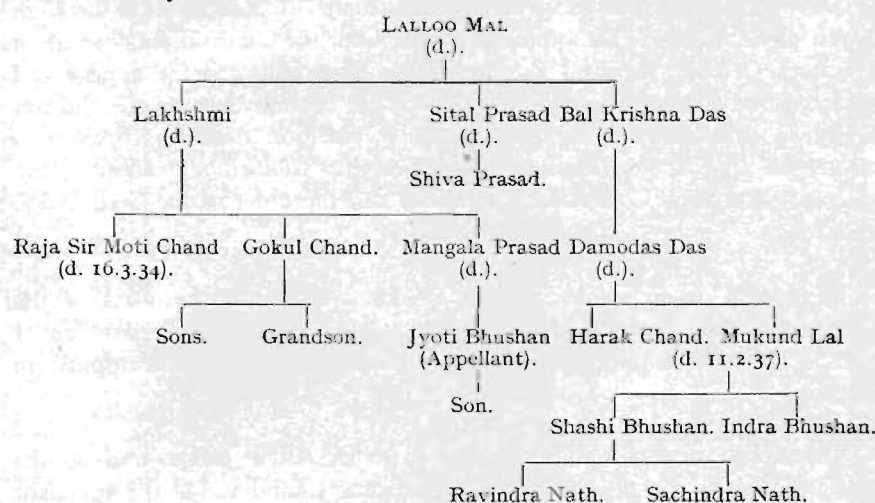 LALLOO MAL
(d.).
Lakhshmi Sital Prasad Bal Krishna Das
(d.). (d.). (d.).
Shiva Prasad.
Raja Sir Moti Chand Gokul Chand. Mangala Prasad Damodas Das
(d. 16.3.34). (d.). (d.).
Sons. Grandson. Jyoti Bhushan Harak Chand. Mukund Lal
(Appellant). (d. 11.2.37).
Son.
Shashi Bhushan. Indra Bhushan.
Ravindra Nath. Sachindra Nath.